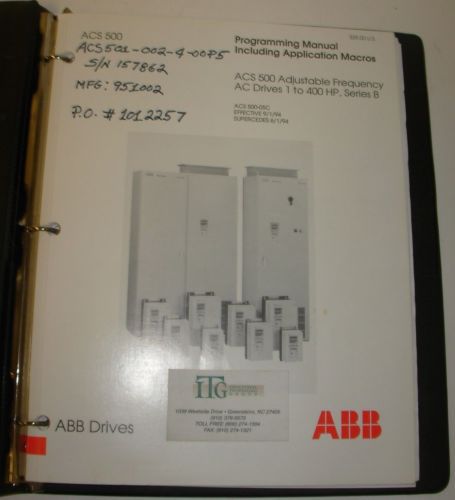 ACS 500
ACS501-002-4-00P5
S/N 157862
MFG: 951002
P.O. # 1012257
Programming Manual
Including Application Macros
ACS 500 Adjustable Frequency
AC Drives 1 to 400 HP, Series B
ACS 500-05C
EFFECTIVE 9/1/94
SUPERCEDES 6/1/94
ITG
ABB Drives
ABB